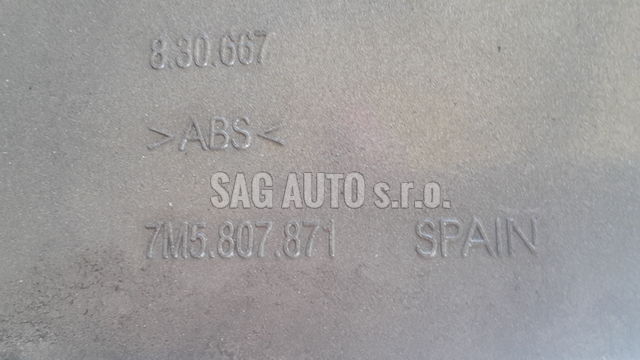 8.30.667
>ABS<
SAG AUTO s.r.o.
7M5.807.871 SPAIN